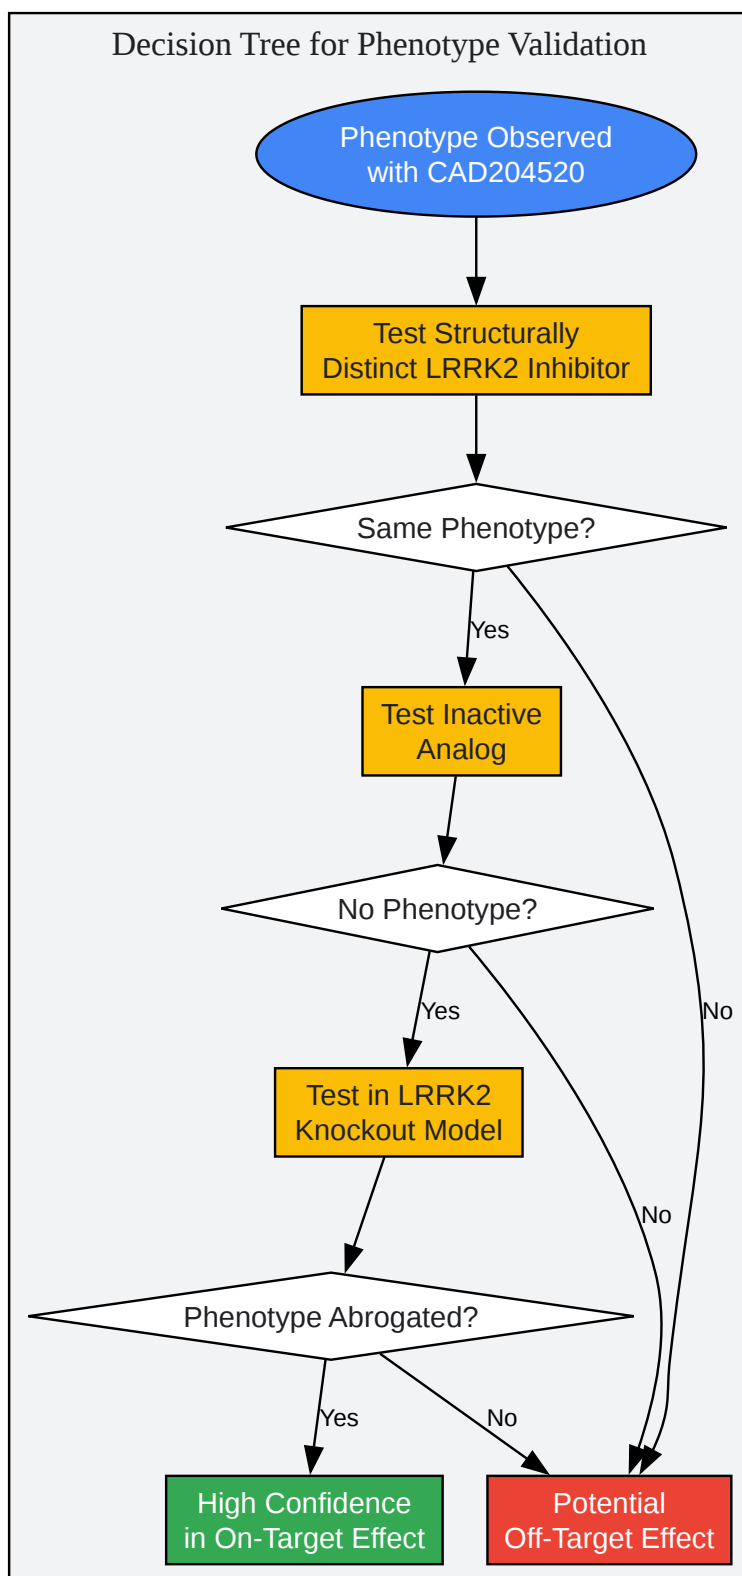 Decision Tree for Phenotype Validation
Phenotype Observed
with CAD204520
Test Structurally
Distinct LRRK2 Inhibitor
Same Phenotype?
Yes
Test Inactive
Analog
No Phenotype?
No
Yes
Test in LRRK2
Knockout Model
No
Phenotype Abrogated?
Yes
No
High Confidence
in On-Target Effect
Potential
Off-Target Effect